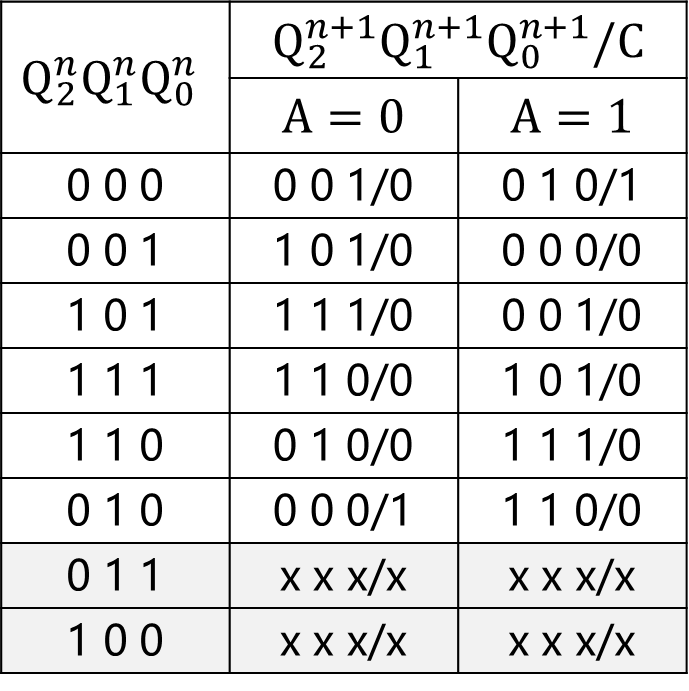 Q₂ⁿQ₁ⁿQ₀ⁿ Q₂ⁿ⁺¹Q₁ⁿ⁺¹Q₀ⁿ⁺¹/C
A = 0 A = 1
0 0 0 0 0 1/0 0 1 0/1
0 0 1 1 0 1/0 0 0 0/0
1 0 1 1 1 1/0 0 0 1/0
1 1 1 1 1 0/0 1 0 1/0
1 1 0 0 1 0/0 1 1 1/0
0 1 0 0 0 0/1 1 1 0/0
0 1 1 x x x/x x x x/x
1 0 0 x x x/x x x x/x